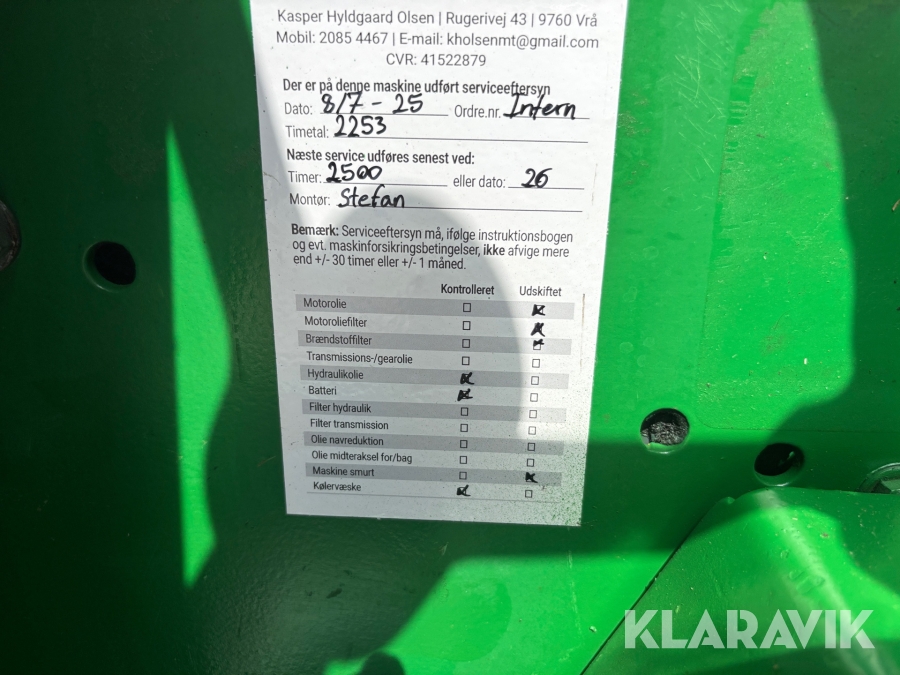 Kasper Hyldgaard Olsen | Rugerivej 43 | 9760 Vrå
Mobil: 2085 4467 | E-mail: kholsenmt@gmail.com
CVR: 41522879
Der er på denne maskine udført serviceeftersyn
Dato: 8/7 - 25 Ordre.nr. Intern
Timetal: 2253
Næste service udføres senest ved:
Timer: 2500 eller dato: 26
Montør: Stefan
Bemærk: Serviceeftersyn må, ifølge instruktionsbogen
og evt. maskinforsikringsbetingelser, ikke afvige mere
end +/- 30 timer eller +/- 1 måned.
Kontrolleret Udskiftet
Motorolie
Motoroliefilter
Brændstoffilter
Transmissions-/gearolie
Hydraulikolie
Batteri
Filter hydraulik
Filter transmission
Olie navreduktion
Olie midteraksel for/bag
Maskine smurt
Kølervæske
KLARAVIK